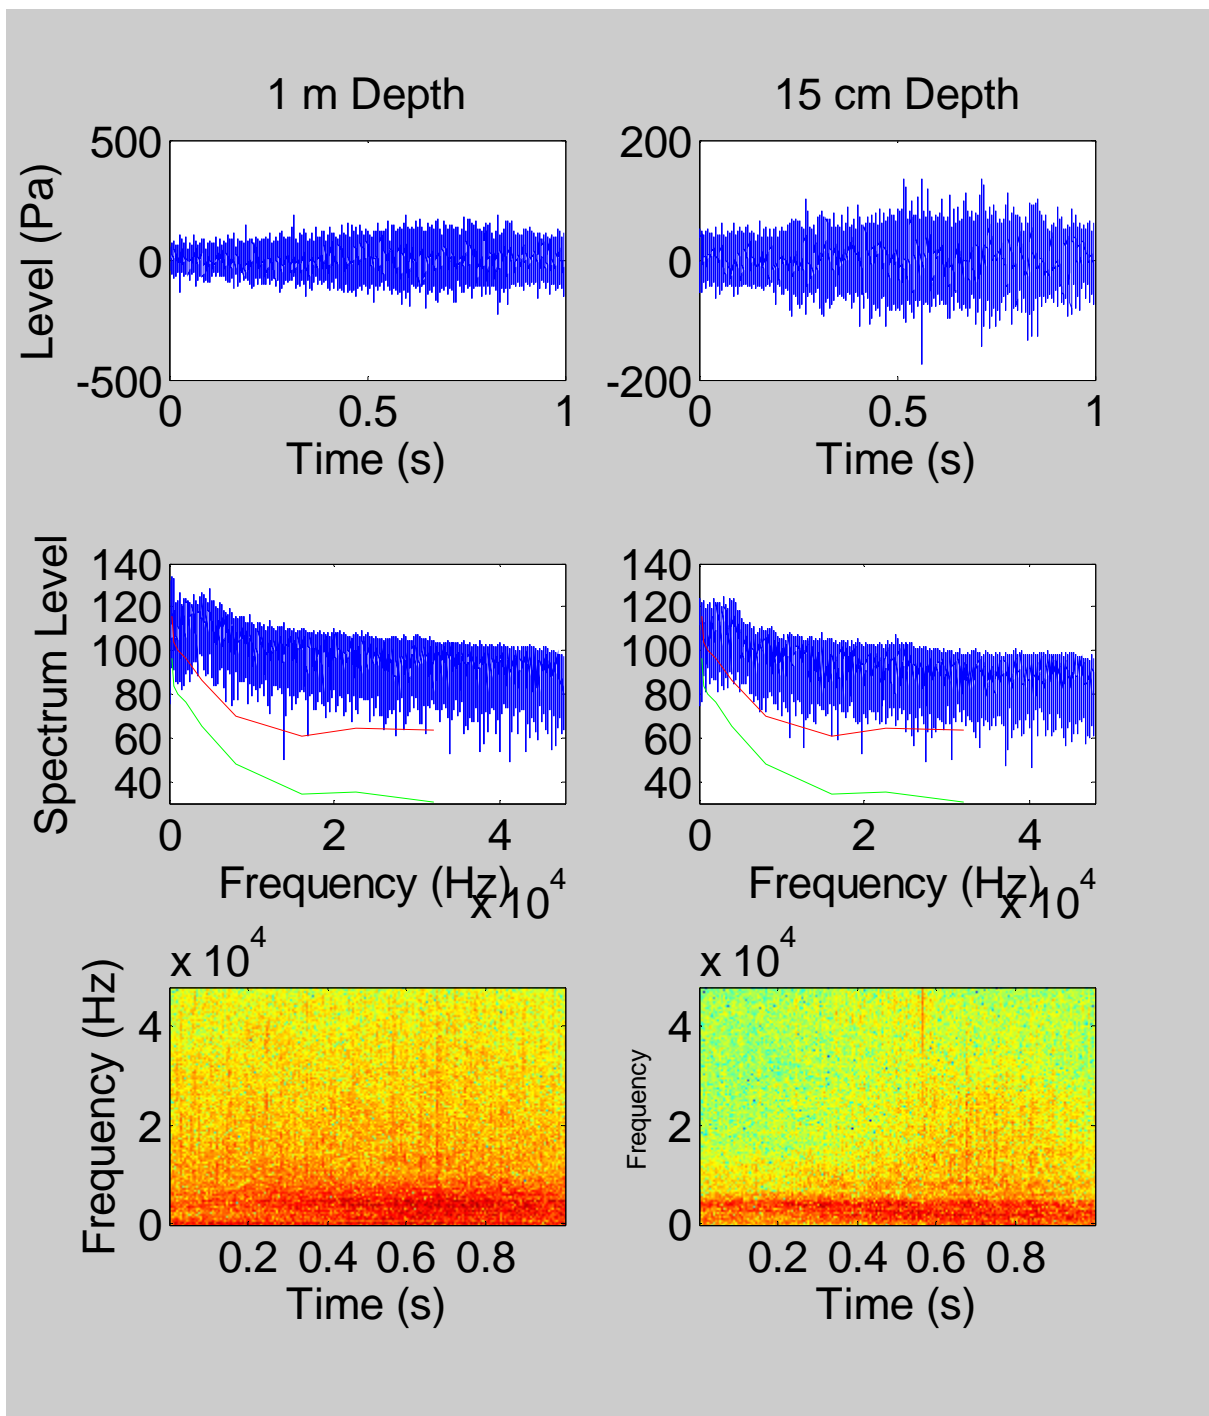 1 m Depth
15 cm Depth
Level (Pa)
500
0
-500
0
0.5
1
Time (s)
200
0
-200
0
0.5
1
Time (s)
Spectrum Level
140
120
100
80
60
40
0
2
4
Frequency (Hz)
x 10^4
140
120
100
80
60
40
0
2
4
Frequency (Hz)
x 10^4
Frequency (Hz)
x 10^4
4
2
0
0.2
0.4
0.6
0.8
Time (s)
Frequency
x 10^4
4
2
0
0.2
0.4
0.6
0.8
Time (s)